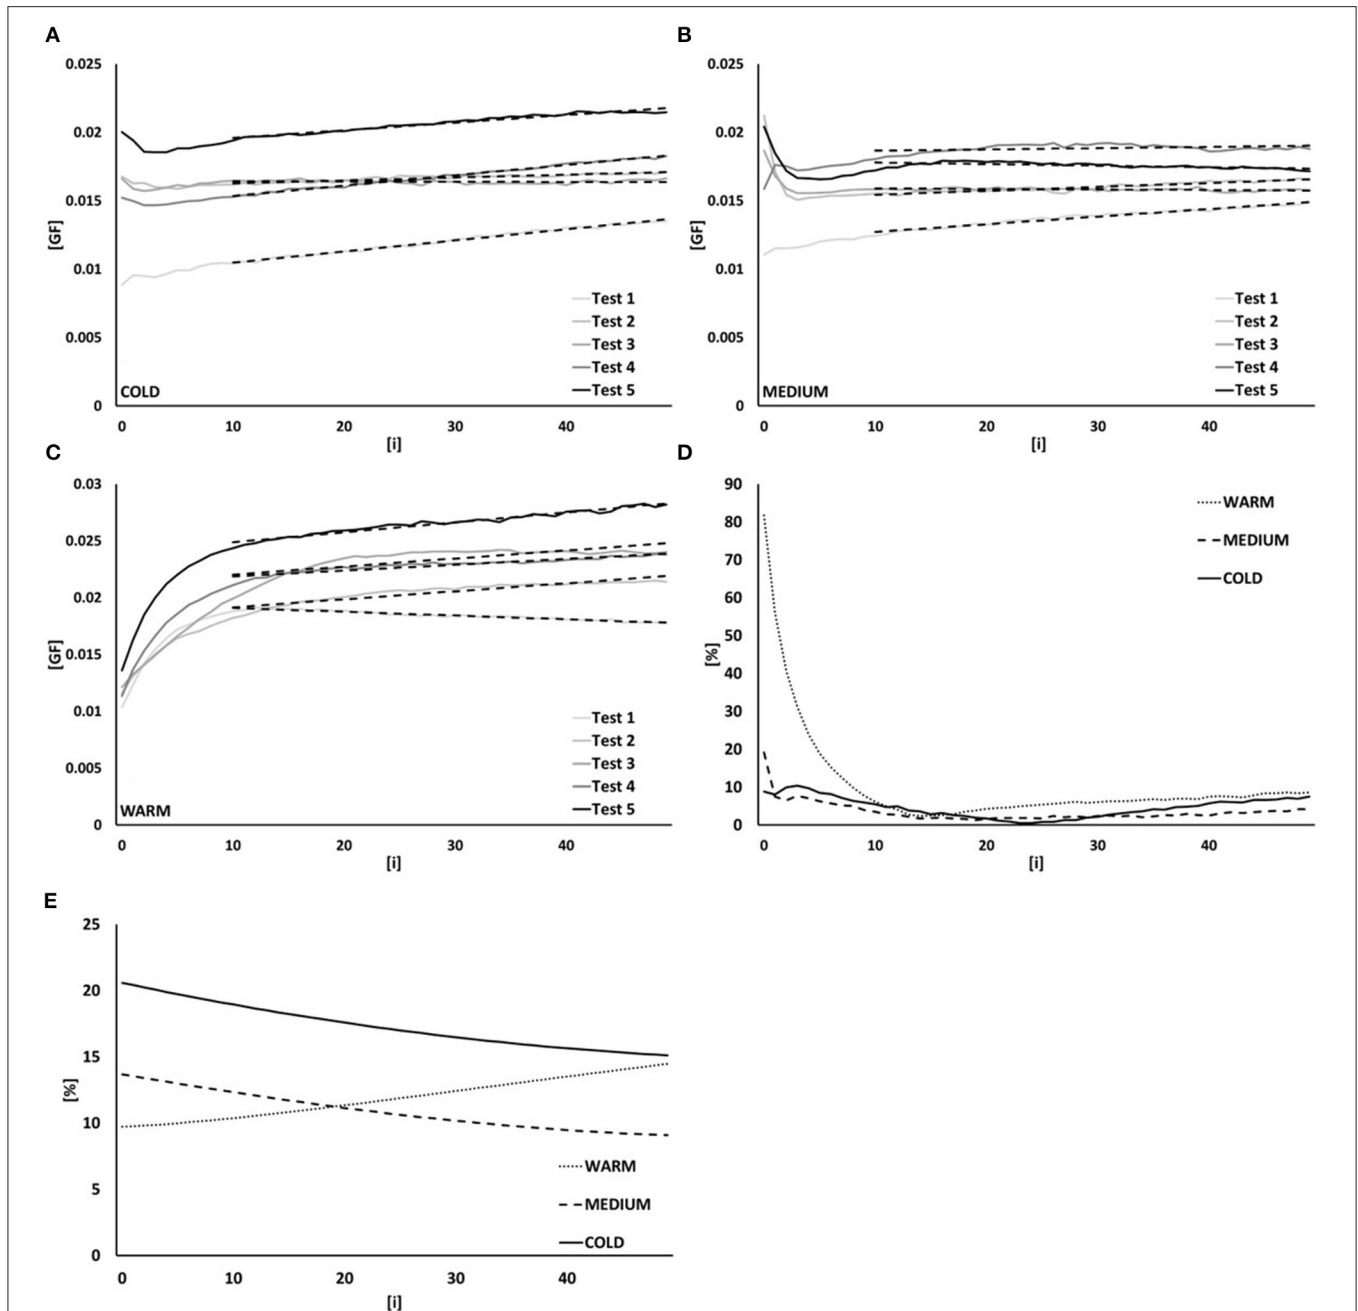 A
0.025
0.02
0.015
[GF]
0.01
0.005
0
COLD
Test 1
Test 2
Test 3
Test 4
Test 5
0 10 20 30 40
[i]
B
0.025
0.02
0.015
[GF]
0.01
0.005
0
MEDIUM
Test 1
Test 2
Test 3
Test 4
Test 5
0 10 20 30 40
[i]
C
0.03
0.025
0.02
0.015
[GF]
0.01
0.005
0
WARM
Test 1
Test 2
Test 3
Test 4
Test 5
0 10 20 30 40
[i]
D
90
80
70
60
50
[%]
40
30
20
10
0
WARM
MEDIUM
COLD
0 10 20 30 40
[i]
E
25
20
15
[%]
10
5
0
WARM
MEDIUM
COLD
0 10 20 30 40
[i]